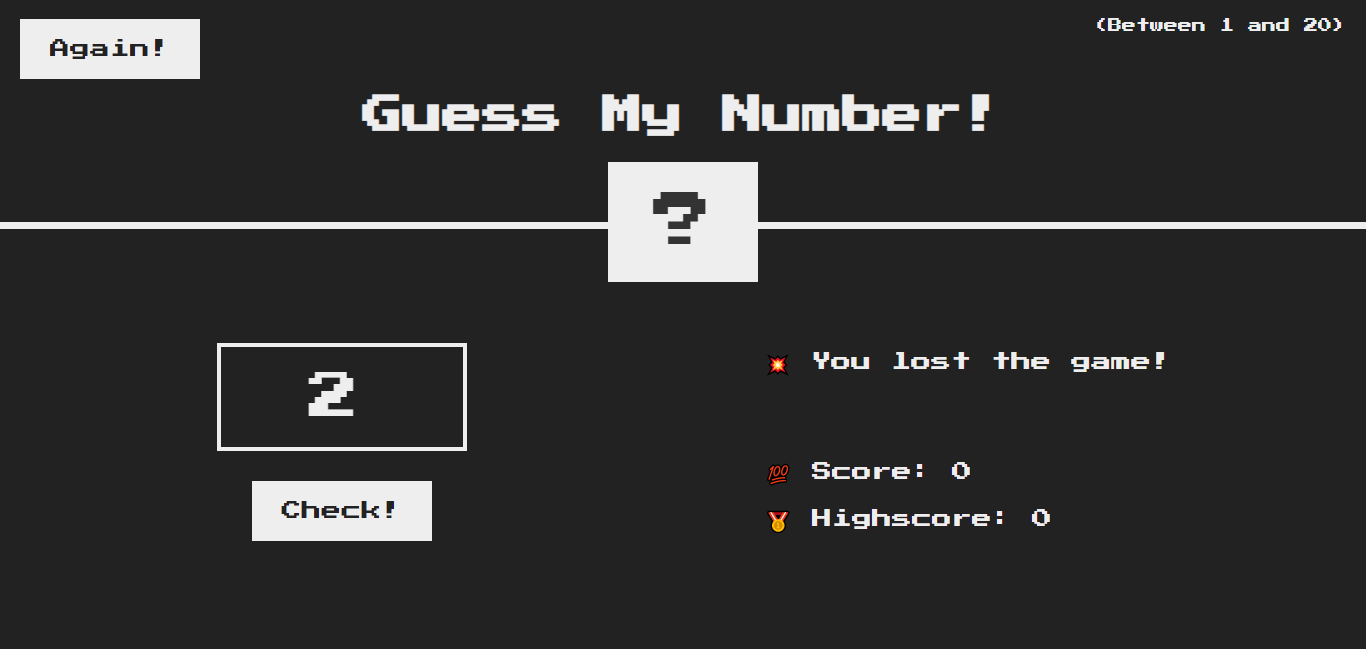 Again!
(Between 1 and 20)
Guess My Number!
?
2
Check!
💥 You lost the game!
💯 Score: 0
🥇 Highscore: 0